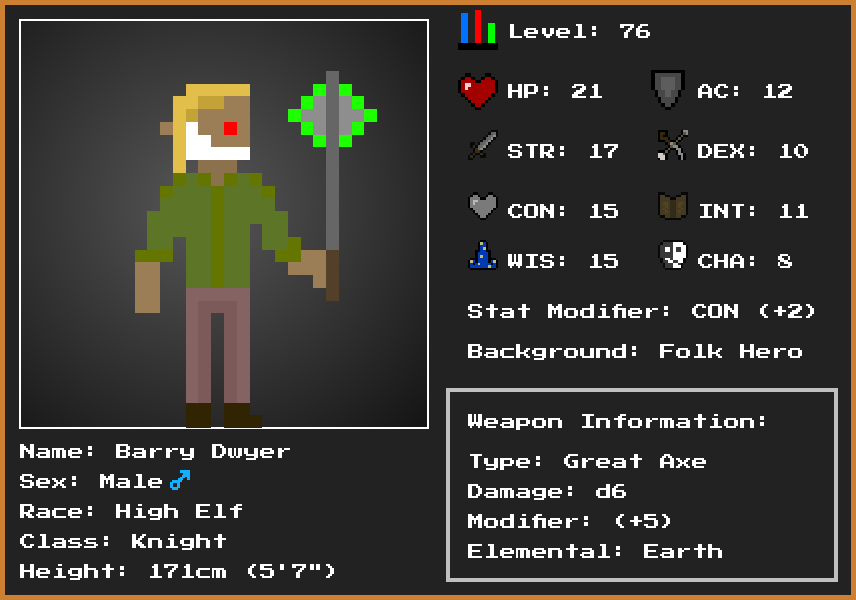 Level: 76
HP: 21
AC: 12
STR: 17
DEX: 10
CON: 15
INT: 11
WIS: 15
CHA: 8
Stat Modifier: CON (+2)
Background: Folk Hero
Weapon Information:
Type: Great Axe
Damage: d6
Modifier: (+5)
Elemental: Earth
Name: Barry Dwyer
Sex: Male ♂
Race: High Elf
Class: Knight
Height: 171cm (5'7")